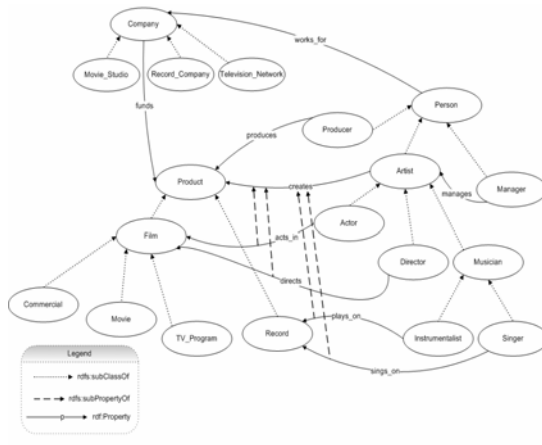 Company
works_for
Movie_Studio
Record_Company
Television_Network
funds
Person
Producer
produces
Artist
Product
creates
manages
Manager
Actor
Film
acts_in
Director
Musician
directs
Commercial
Movie
TV_Program
Record
plays_on
Instrumentalist
Singer
sings_on
Legend
rdfs:subClassOf
rdfs:subPropertyOf
p
rdf:Property